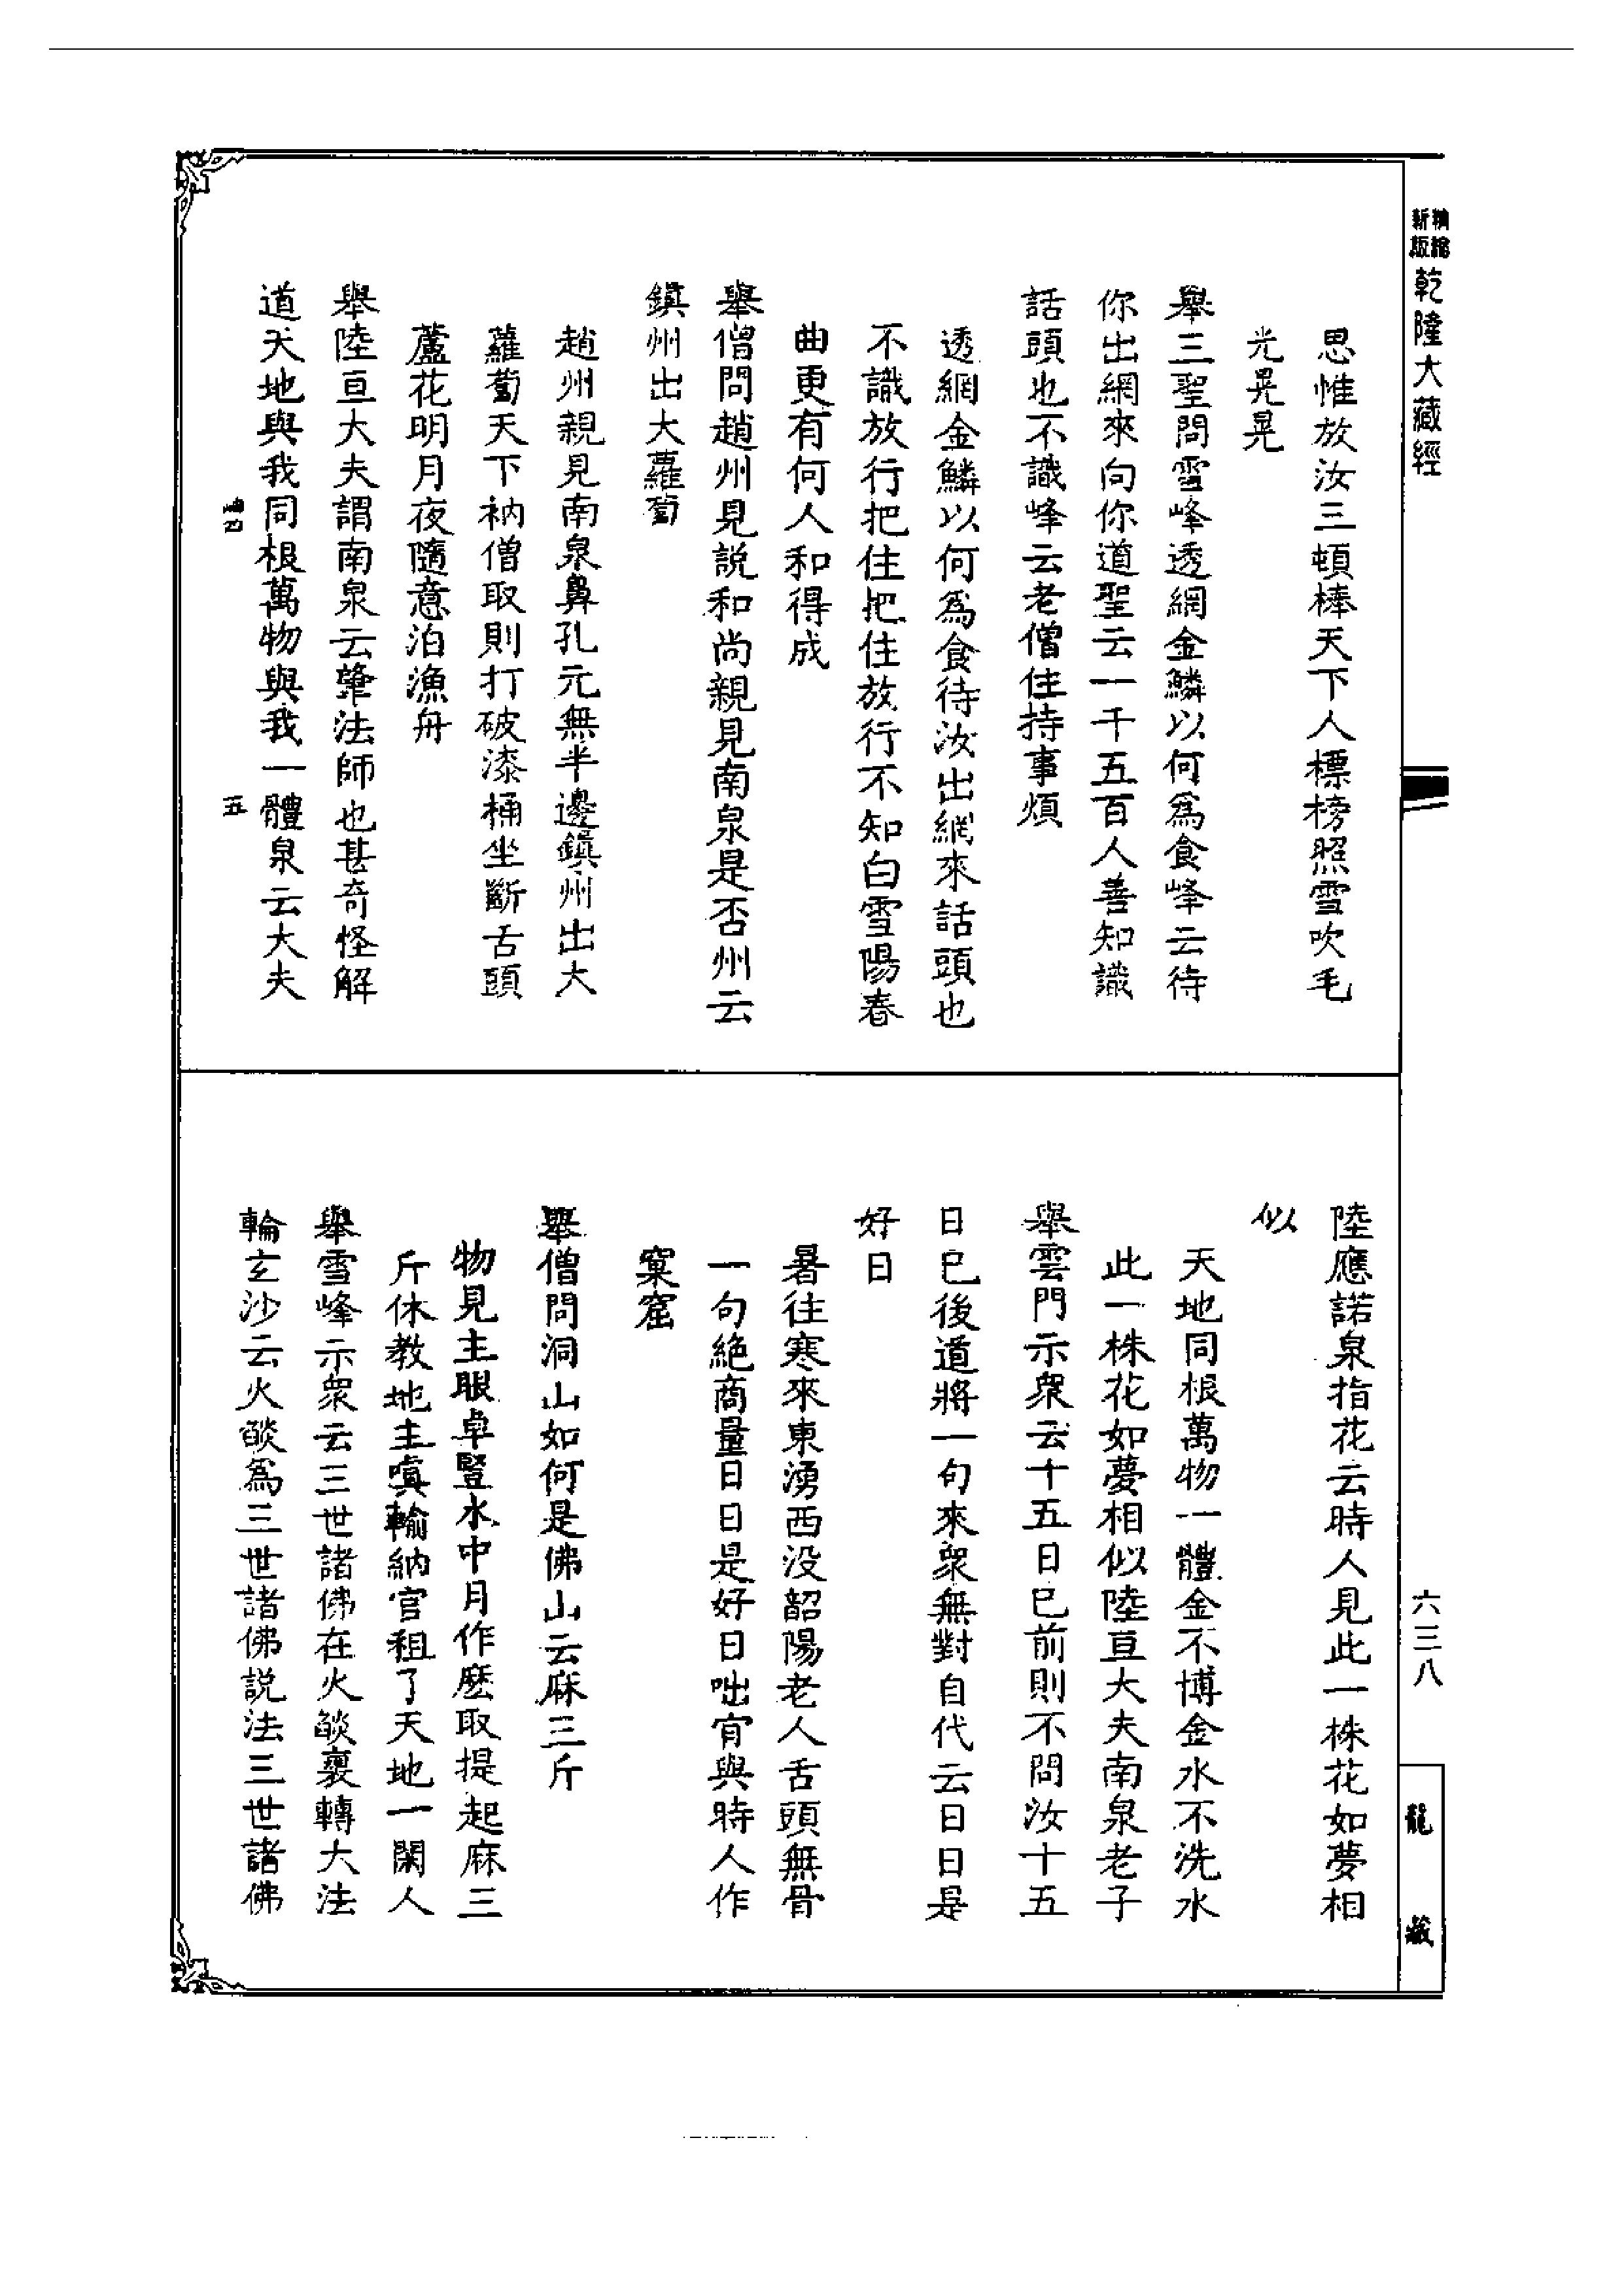 新版
精縮
乾隆大藏經
思惟放汝三頓棒天下人標榜照雪吹毛
光晃晃
舉三聖問雪峰透網金鱗以何爲食峰云待
你出網來向你道聖云一千五百人善知識
話頭也不識峰云老僧住持事煩
透網金鱗以何爲食待汝出網來話頭也
不識放行把住把住放行不知白雪陽春
曲更有何人和得成
舉僧問趙州見説和尚親見南泉是否州云
鎮州出大蘿蔔
趙州親見南泉鼻孔元無半邊鎮州出大
蘿蔔天下衲僧取則打破漆桶坐斷舌頭
蘆花明月夜隨意泊漁舟
舉陸亘大夫謂南泉云肇法師也甚奇怪解
道天地與我同根萬物與我一體泉云大夫
五
陸應諾泉指花云時人見此一株花如夢相
似
天地同根萬物一體金不博金水不洗水
此一株花如夢相似陸亘大夫南泉老子
舉雲門示衆云十五日已前則不問汝十五
日已後道將一句來衆無對自代云日日是
好日
暑往寒來東湧西没韶陽老人舌頭無骨
一句絶商量日日是好日咄肯與時人作
窠窟
舉僧問洞山如何是佛山云麻三斤
物見主眼卓豎水中月作麽取提起麻三
斤休教地主嗔輸納官租了天地一閑人
舉雪峰示衆云三世諸佛在火燄裏轉大法
輪玄沙云火燄爲三世諸佛説法三世諸佛
六三八
龍藏